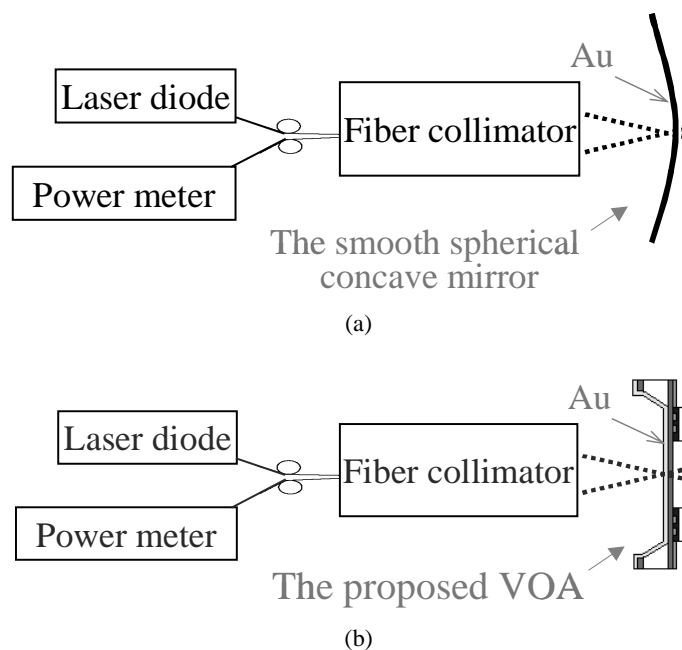 Laser diode
Power meter
Fiber collimator
Au
The smooth spherical
concave mirror
(a)
Laser diode
Power meter
Fiber collimator
Au
The proposed VOA
(b)